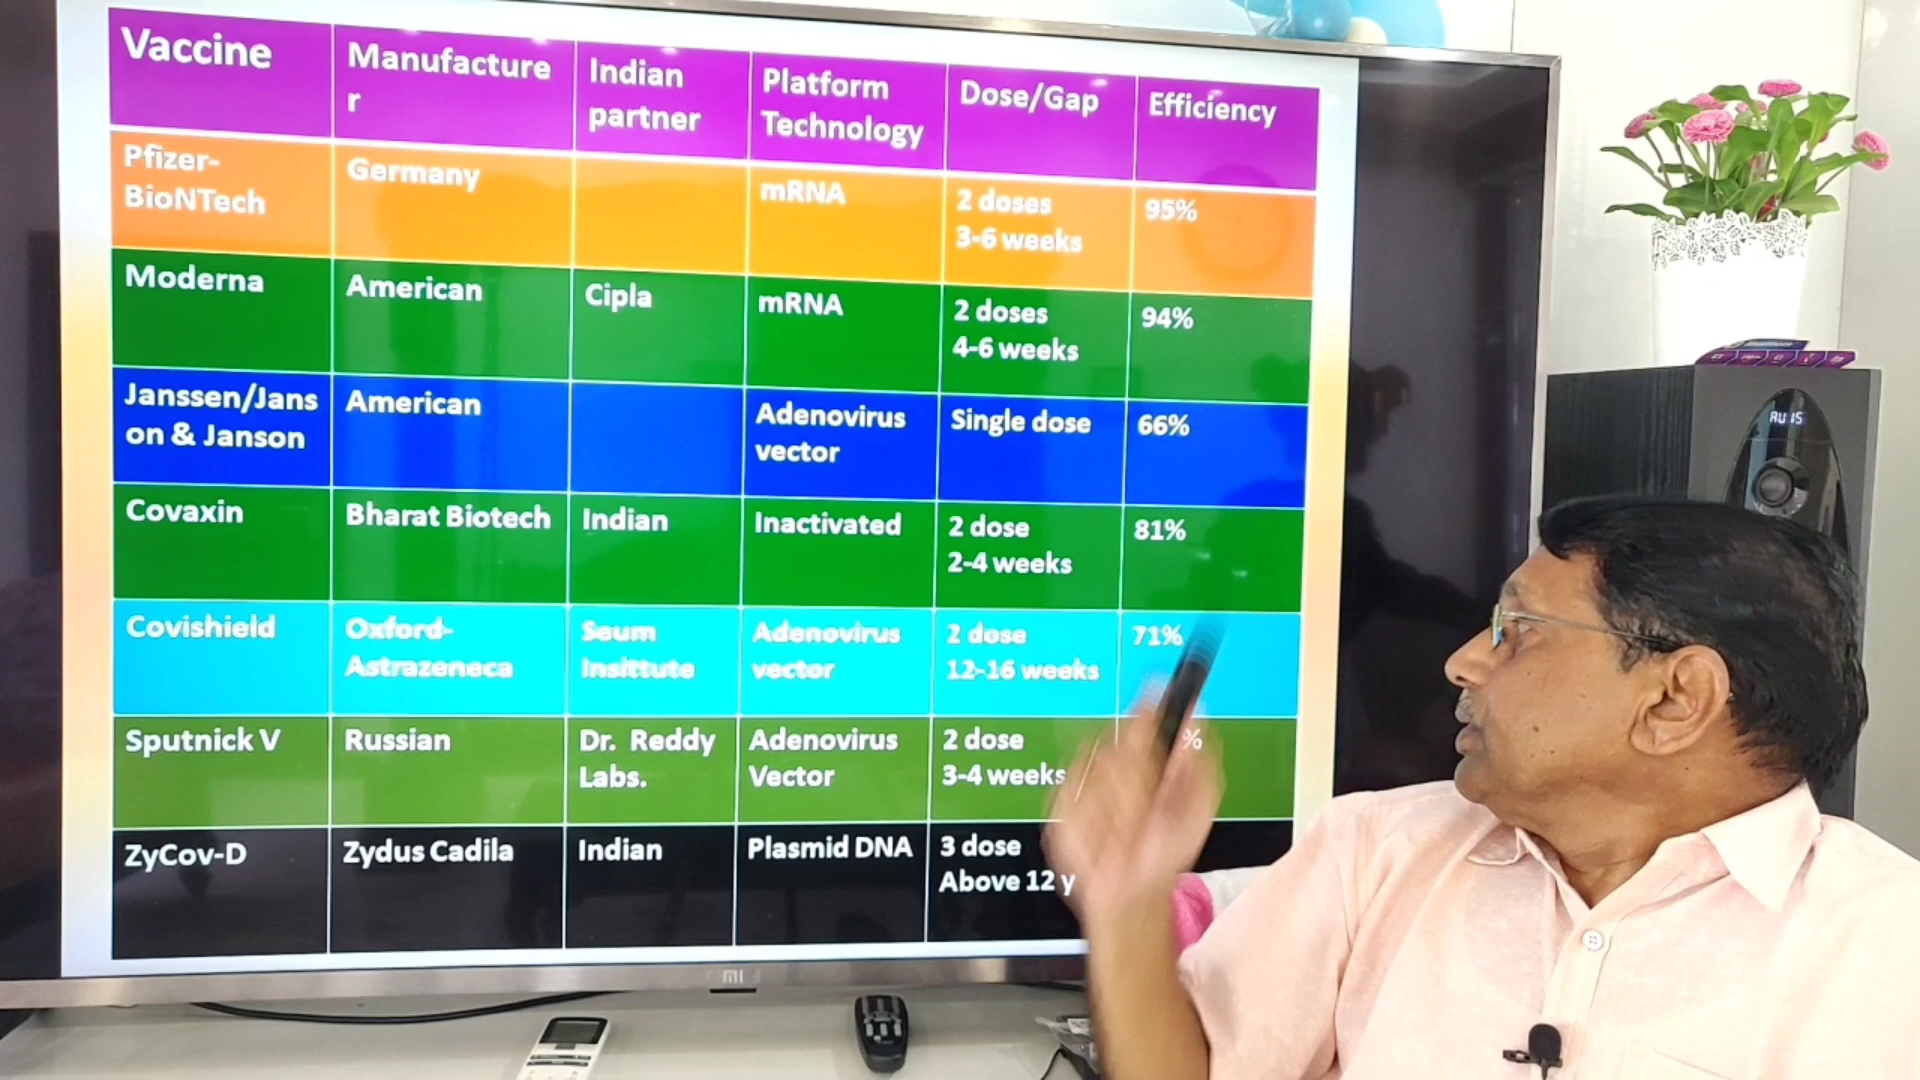 Vaccine
Manufacture
r
Indian
partner
Platform
Technology
Dose/Gap
Efficiency
Pfizer-
BioNTech
Germany
mRNA
2 doses
3-6 weeks
95%
Moderna
American
Cipla
mRNA
2 doses
4-6 weeks
94%
Janssen/Jans
on & Janson
American
Adenovirus
vector
Single dose
66%
Covaxin
Bharat Biotech
Indian
Inactivated
2 dose
2-4 weeks
81%
Covishield
Oxford-
Astrazeneca
Seum
Insittute
Adenovirus
vector
2 dose
12-16 weeks
71%
Sputnick V
Russian
Dr. Reddy
Labs.
Adenovirus
Vector
2 dose
3-4 weeks
%
ZyCov-D
Zydus Cadila
Indian
Plasmid DNA
3 dose
Above 12 y
mi